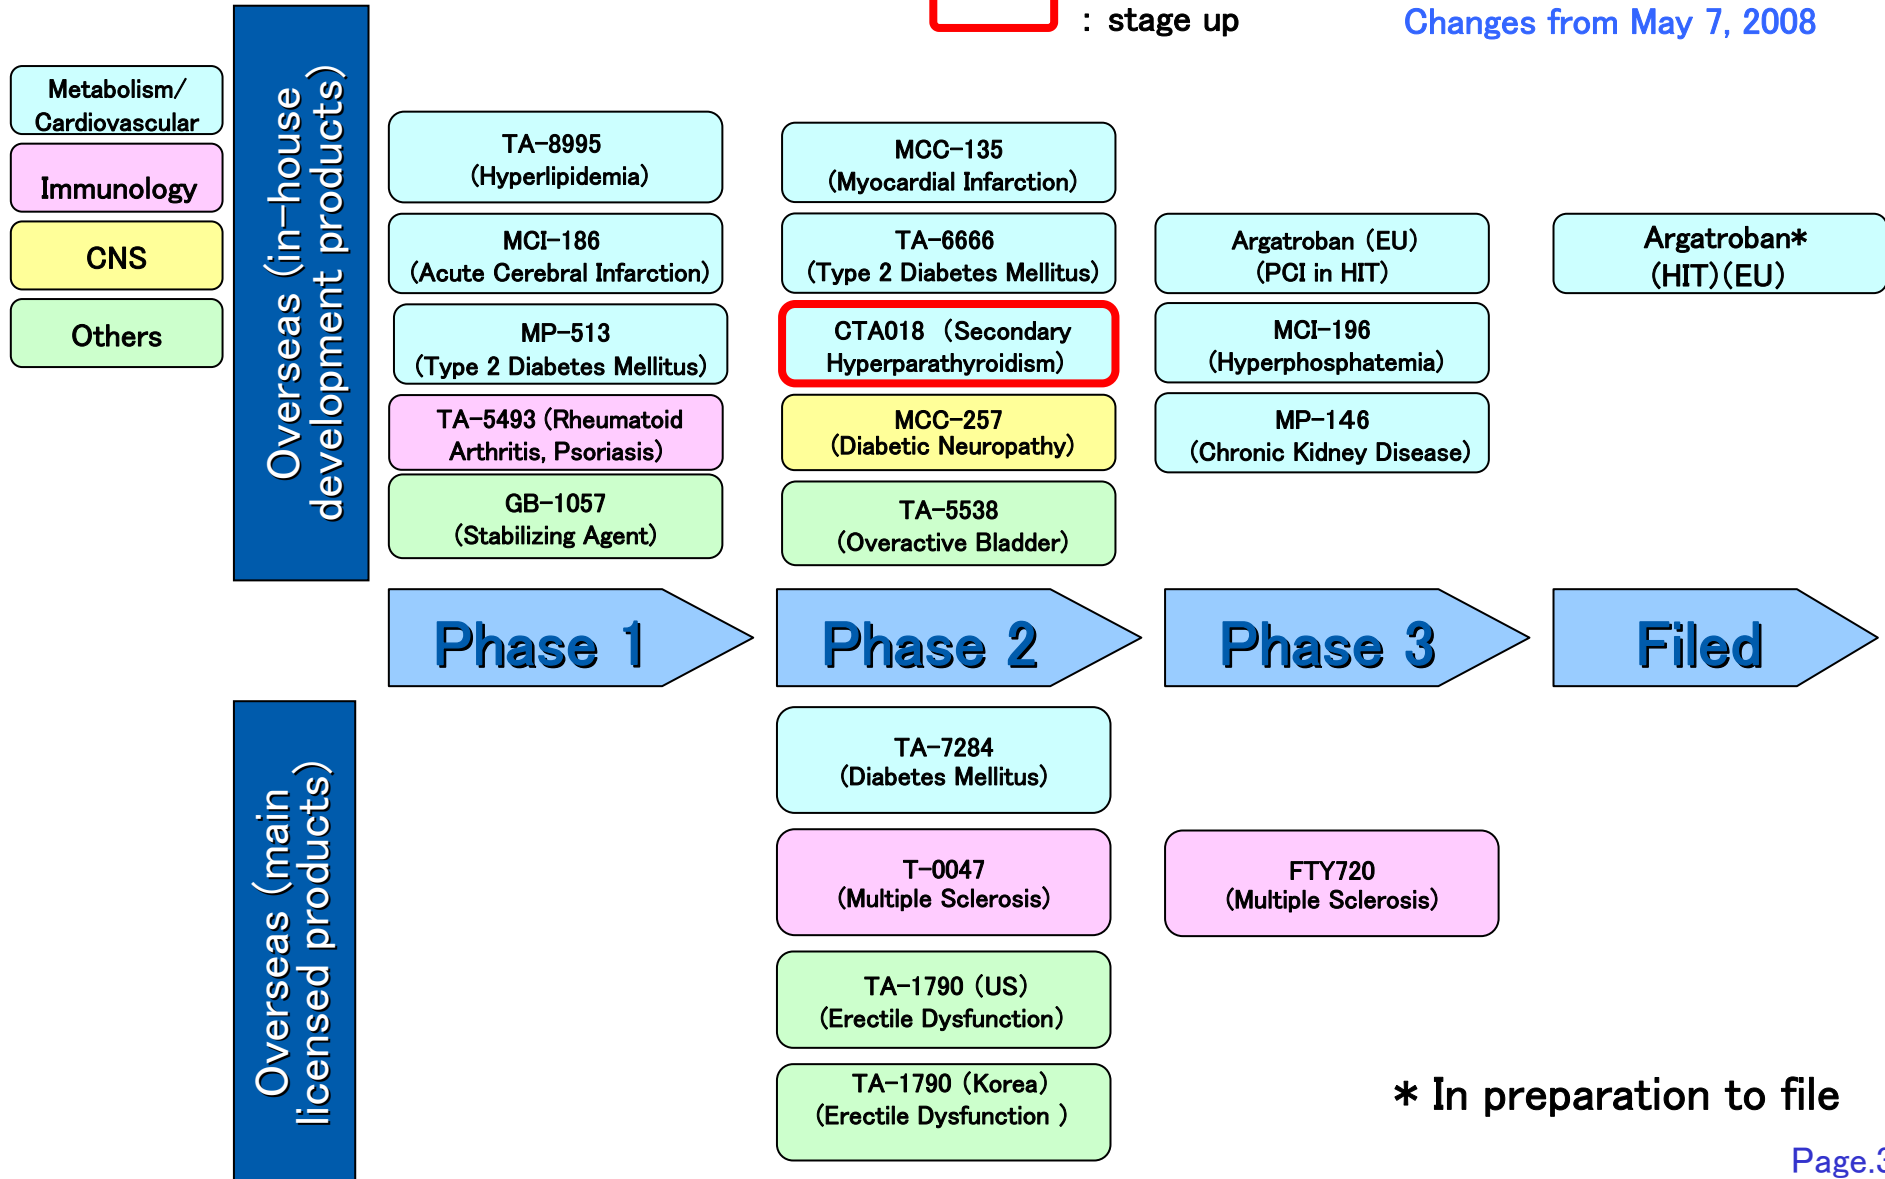 : stage up
Changes from May 7, 2008
Metabolism/
Cardiovascular
Immunology
CNS
Others
Overseas (in-house
development products)
TA-8995
(Hyperlipidemia)
MCI-186
(Acute Cerebral Infarction)
MP-513
(Type 2 Diabetes Mellitus)
TA-5493 (Rheumatoid
Arthritis, Psoriasis)
GB-1057
(Stabilizing Agent)
MCC-135
(Myocardial Infarction)
TA-6666
(Type 2 Diabetes Mellitus)
CTA018 (Secondary
Hyperparathyroidism)
MCC-257
(Diabetic Neuropathy)
TA-5538
(Overactive Bladder)
Argatroban (EU)
(PCI in HIT)
MCI-196
(Hyperphosphatemia)
MP-146
(Chronic Kidney Disease)
Argatroban*
(HIT)(EU)
Phase 1
Phase 2
Phase 3
Filed
Overseas (main
licensed products)
TA-7284
(Diabetes Mellitus)
T-0047
(Multiple Sclerosis)
TA-1790 (US)
(Erectile Dysfunction)
TA-1790 (Korea)
(Erectile Dysfunction )
FTY720
(Multiple Sclerosis)
* In preparation to file
Page.3